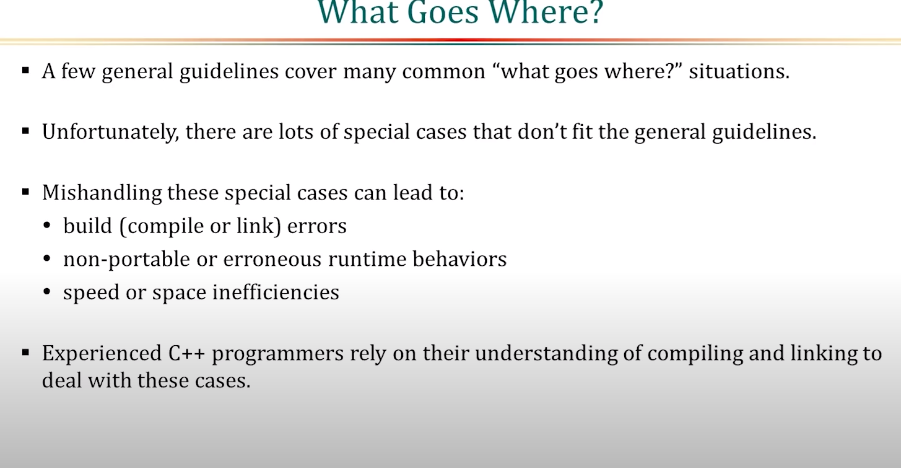 What Goes Where?
▪ A few general guidelines cover many common “what goes where?” situations.
▪ Unfortunately, there are lots of special cases that don’t fit the general guidelines.
▪ Mishandling these special cases can lead to:
• build (compile or link) errors
• non-portable or erroneous runtime behaviors
• speed or space inefficiencies
▪ Experienced C++ programmers rely on their understanding of compiling and linking to
deal with these cases.